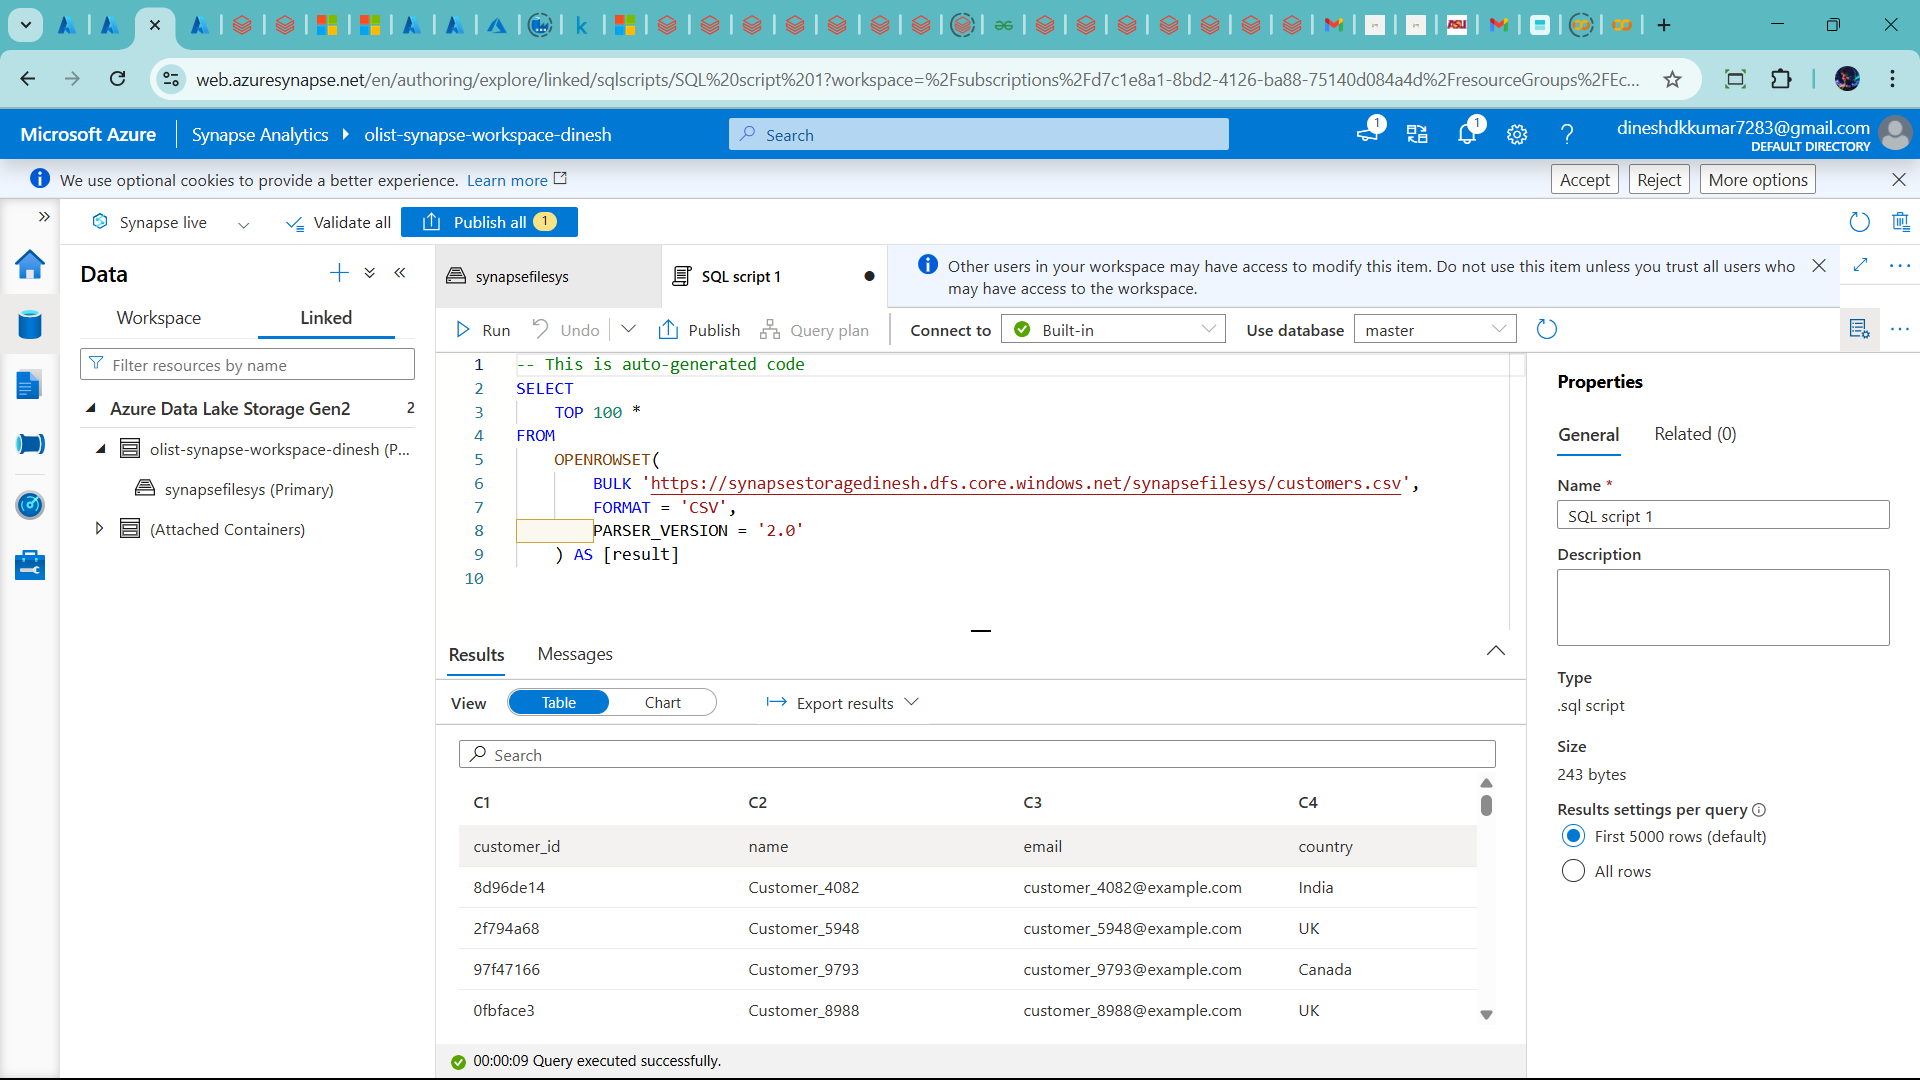 web.azuresynapse.net/en/authoring/explore/linked/sqlscripts/SQL%20script%201?workspace=%2Fsubscriptions%2Fd7c1e8a1-8bd2-4126-ba88-75140d084a4d%2FresourceGroups%2FEc...
Microsoft Azure
Synapse Analytics
olist-synapse-workspace-dinesh
Search
1
1
dineshdkkumar7283@gmail.com
DEFAULT DIRECTORY
We use optional cookies to provide a better experience. Learn more
Accept
Reject
More options
Synapse live
Validate all
Publish all 1
Data
Workspace
Linked
Filter resources by name
Azure Data Lake Storage Gen2 2
olist-synapse-workspace-dinesh (P...
synapsefilesys (Primary)
(Attached Containers)
synapsefilesys
SQL script 1
Other users in your workspace may have access to modify this item. Do not use this item unless you trust all users who
may have access to the workspace.
Run
Undo
Publish
Query plan
Connect to
Built-in
Use database
master
1 -- This is auto-generated code
2 SELECT
3 TOP 100 *
4 FROM
5 OPENROWSET(
6 BULK 'https://synapsestoragedinesh.dfs.core.windows.net/synapsefilesys/customers.csv',
7 FORMAT = 'CSV',
8 PARSER_VERSION = '2.0'
9 ) AS [result]
10
Results
Messages
View
Table
Chart
Export results
Search
C1 C2 C3 C4
customer_id name email country
8d96de14 Customer_4082 customer_4082@example.com India
2f794a68 Customer_5948 customer_5948@example.com UK
97f47166 Customer_9793 customer_9793@example.com Canada
0fbface3 Customer_8988 customer_8988@example.com UK
00:00:09 Query executed successfully.
Properties
General
Related (0)
Name *
SQL script 1
Description
Type
.sql script
Size
243 bytes
Results settings per query
First 5000 rows (default)
All rows